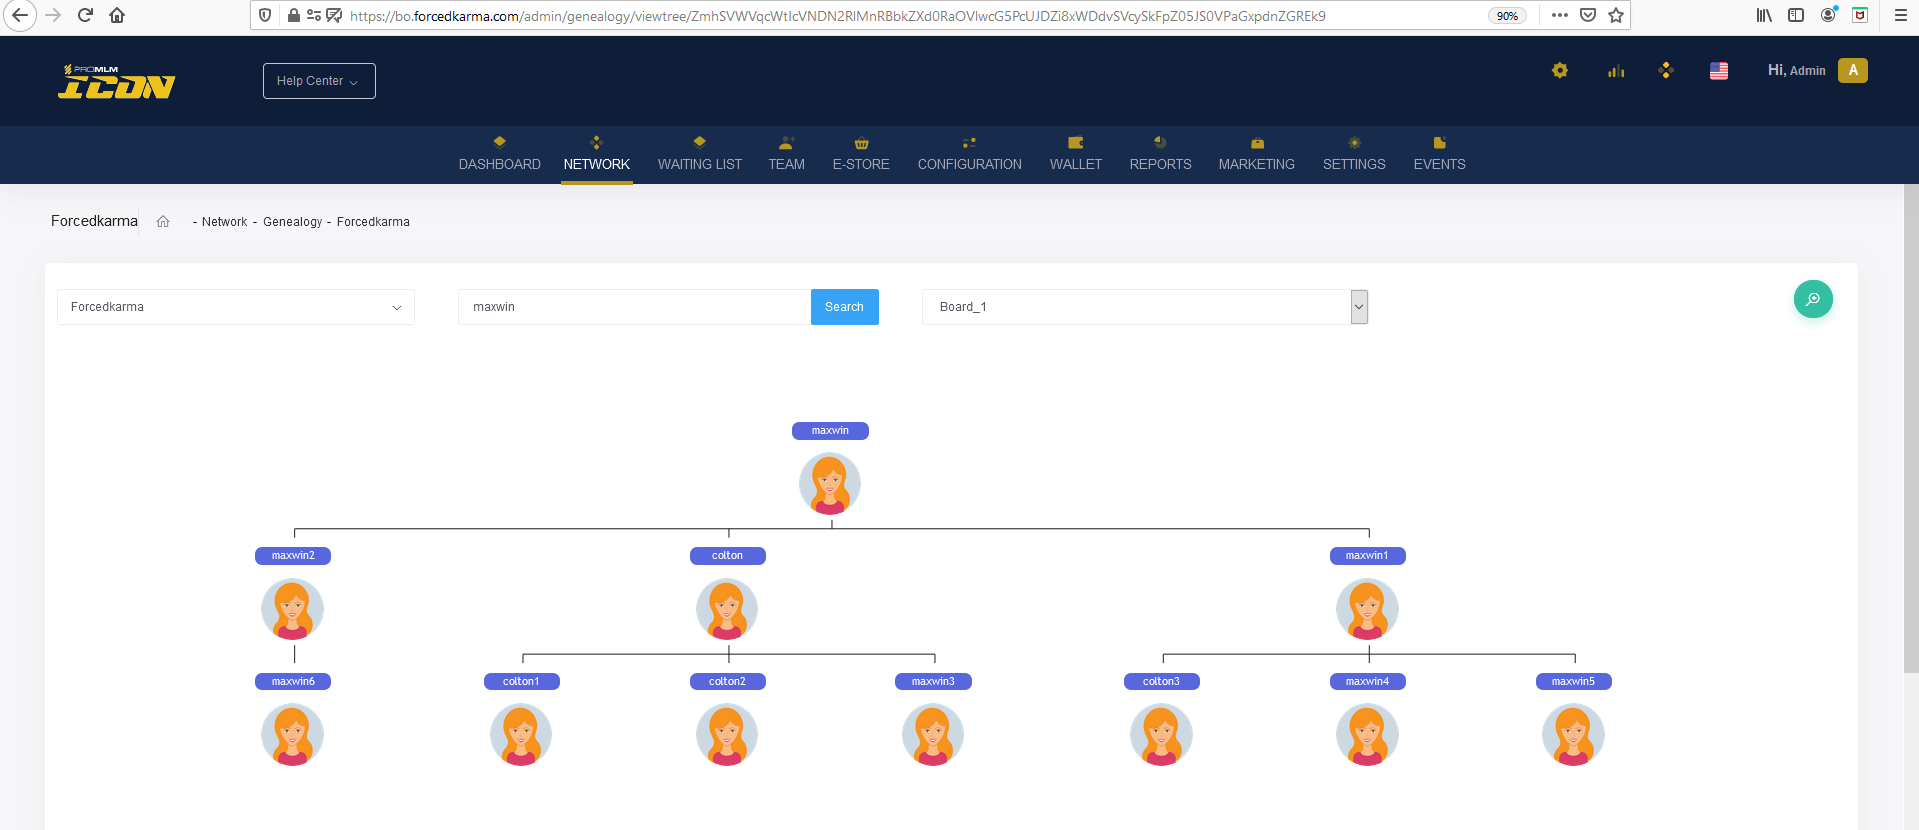 https://bo.forcedkarma.com/admin/genealogy/viewtree/
90%
PROMLM
ICON
Help Center
Hi, Admin
A
DASHBOARD NETWORK WAITING LIST TEAM E-STORE CONFIGURATION WALLET REPORTS MARKETING SETTINGS EVENTS
Forcedkarma - Network - Genealogy - Forcedkarma
Forcedkarma maxwin Search Board_1
maxwin
maxwin2 colton maxwin1
maxwin6 colton1 colton2 maxwin3 colton3 maxwin4 maxwin5